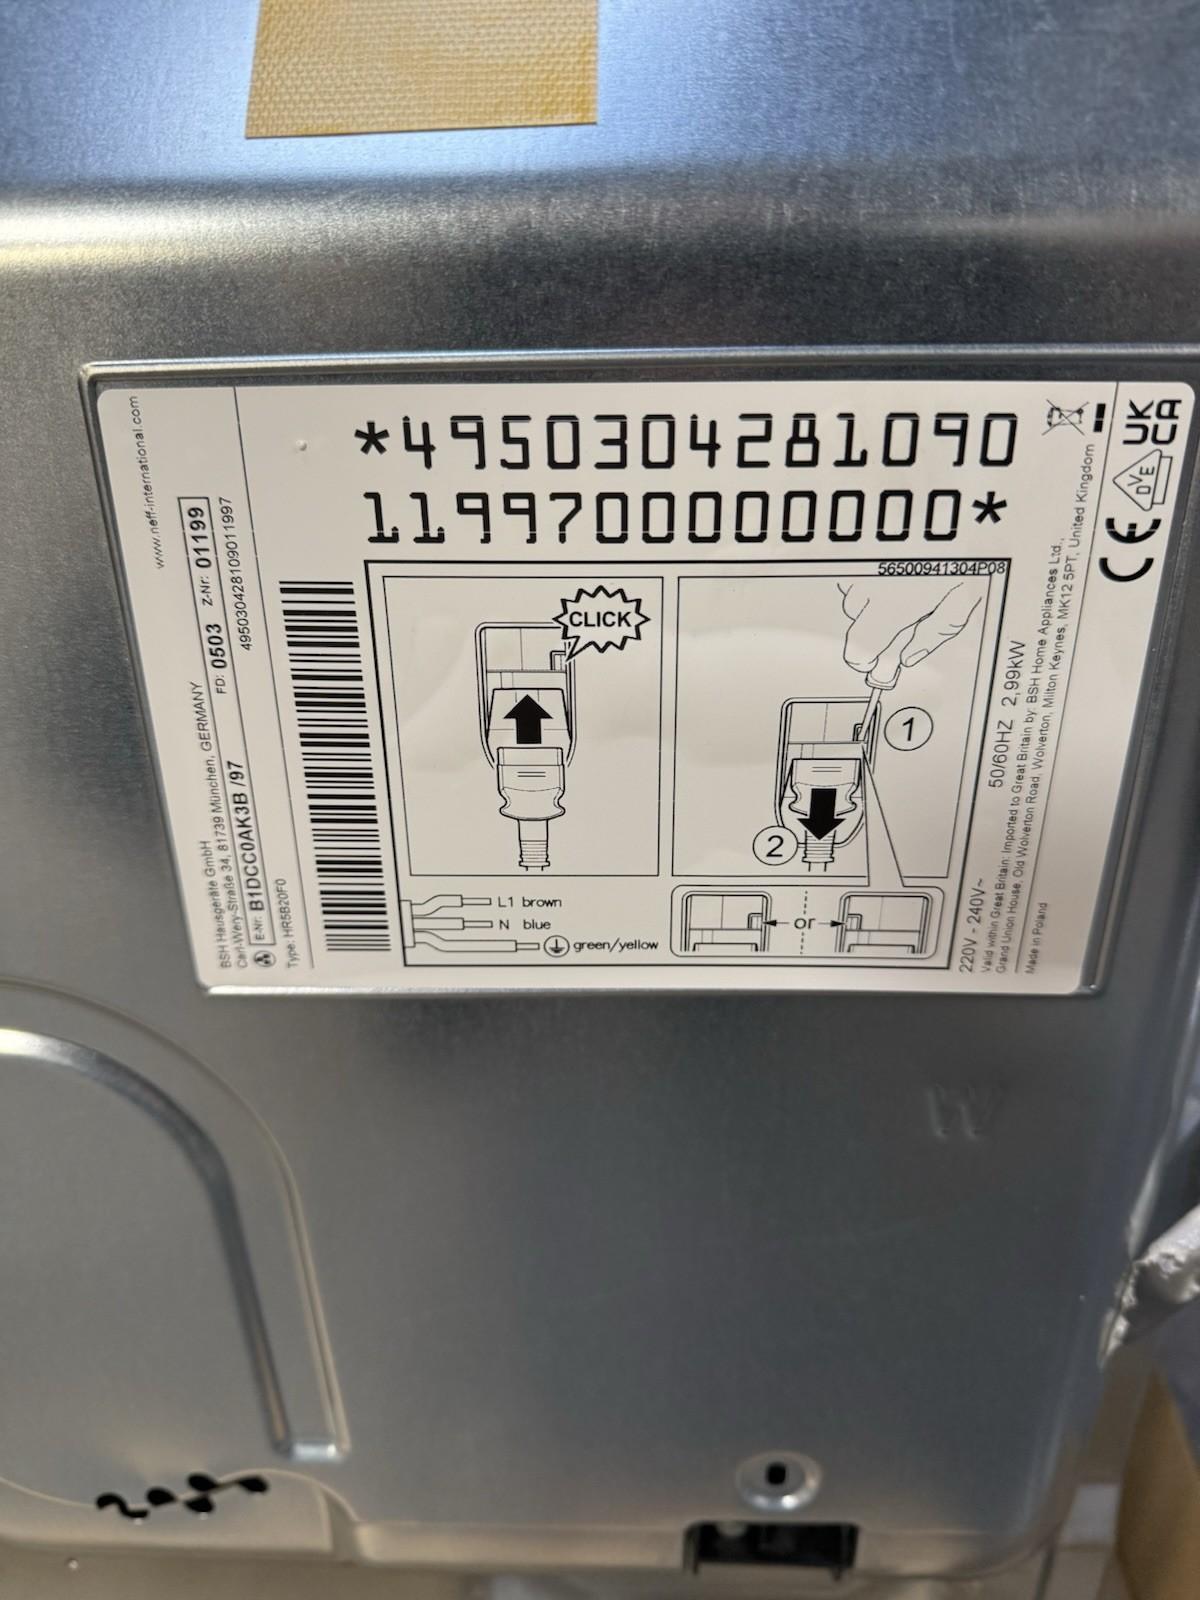 www.neff-international.com
BSH Hausgeräte GmbH
Carl-Wery-Straße 34, 81739 München, GERMANY
E-Nr: B1DCC0AK3B /97
FD: 0503 Z-Nr: 01199
495030428109011997
Type: HR5B20F0
*4950304281090
1199700000000*
56500941304P08
CLICK
1
2
L1 brown
N blue
green/yellow
or
220V - 240V~ 50/60HZ 2,99kW
Valid within Great Britain: Imported to Great Britain by: BSH Home Appliances Ltd.,
Grand Union House, Old Wolverton Road, Wolverton, Milton Keynes, MK12 5PT, United Kingdom
Made in Poland
CE
DVE
UK
CA